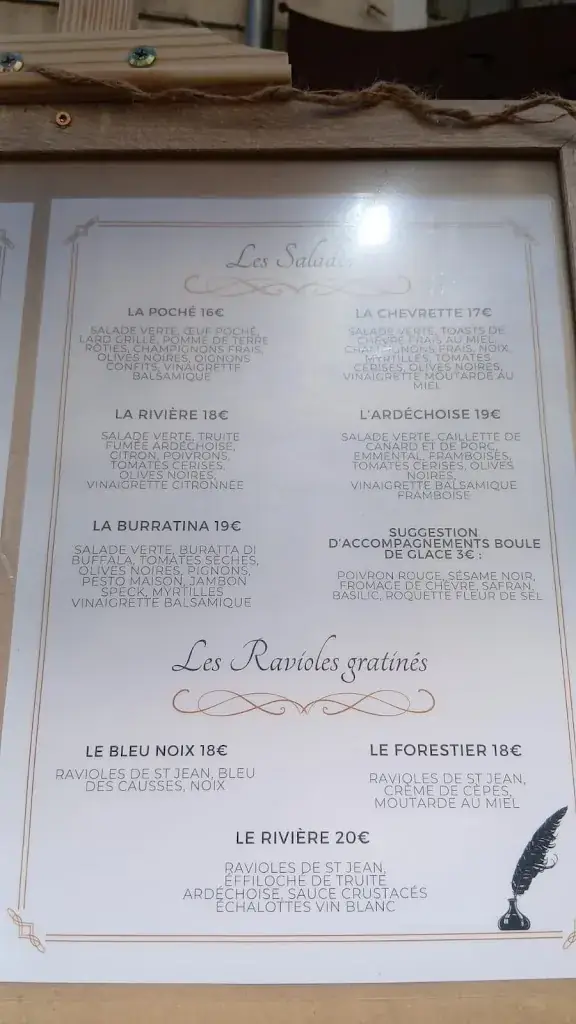 Les Salades
LA POCHÉ 16€
SALADE VERTE, ŒUF POCHÉ,
LARD GRILLÉ, POMME DE TERRE
RÔTIES, CHAMPIGNONS FRAIS,
OLIVES NOIRES, OIGNONS
CONFITS, VINAIGRETTE
BALSAMIQUE
LA CHEVRETTE 17€
SALADE VERTE, TOASTS DE
CHÈVRE FRAIS AU MIEL,
CHAMPIGNONS FRAIS, NOIX,
MYRTILLES, TOMATES
CERISES, OLIVES NOIRES,
VINAIGRETTE MOUTARDE AU
MIEL
LA RIVIÈRE 18€
SALADE VERTE, TRUITE
FUMÉE ARDÉCHOISE,
CITRON, POIVRONS,
TOMATES CERISES,
OLIVES NOIRES,
VINAIGRETTE CITRONNÉE
L'ARDÉCHOISE 19€
SALADE VERTE, CAILLETTE DE
CANARD ET DE PORC,
EMMENTAL, FRAMBOISES,
TOMATES CERISES, OLIVES
NOIRES,
VINAIGRETTE BALSAMIQUE
FRAMBOISE
LA BURRATINA 19€
SALADE VERTE, BURATTA DI
BUFFALA, TOMATES SÉCHÉS,
OLIVES NOIRES, PIGNONS,
PESTO MAISON, JAMBON
SPECK, MYRTILLES
VINAIGRETTE BALSAMIQUE
SUGGESTION
D'ACCOMPAGNEMENTS BOULE
DE GLACE 3€ :
POIVRON ROUGE, SÉSAME NOIR,
FROMAGE DE CHÈVRE, SAFRAN,
BASILIC, ROQUETTE FLEUR DE SEL
Les Ravioles gratinés
LE BLEU NOIX 18€
RAVIOLES DE ST JEAN, BLEU
DES CAUSSES, NOIX
LE FORESTIER 18€
RAVIOLES DE ST JEAN,
CRÈME DE CÈPES,
MOUTARDE AU MIEL
LE RIVIÈRE 20€
RAVIOLES DE ST JEAN,
ÉFFILOCHÉ DE TRUITE
ARDÉCHOISE, SAUCE CRUSTACÉS
ÉCHALOTTES VIN BLANC